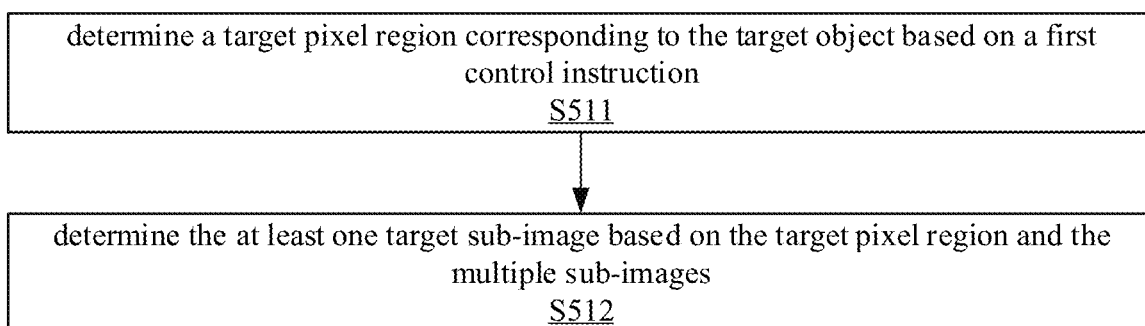 determine a target pixel region corresponding to the target object based on a first
control instruction
S511
determine the at least one target sub-image based on the target pixel region and the
multiple sub-images
S512